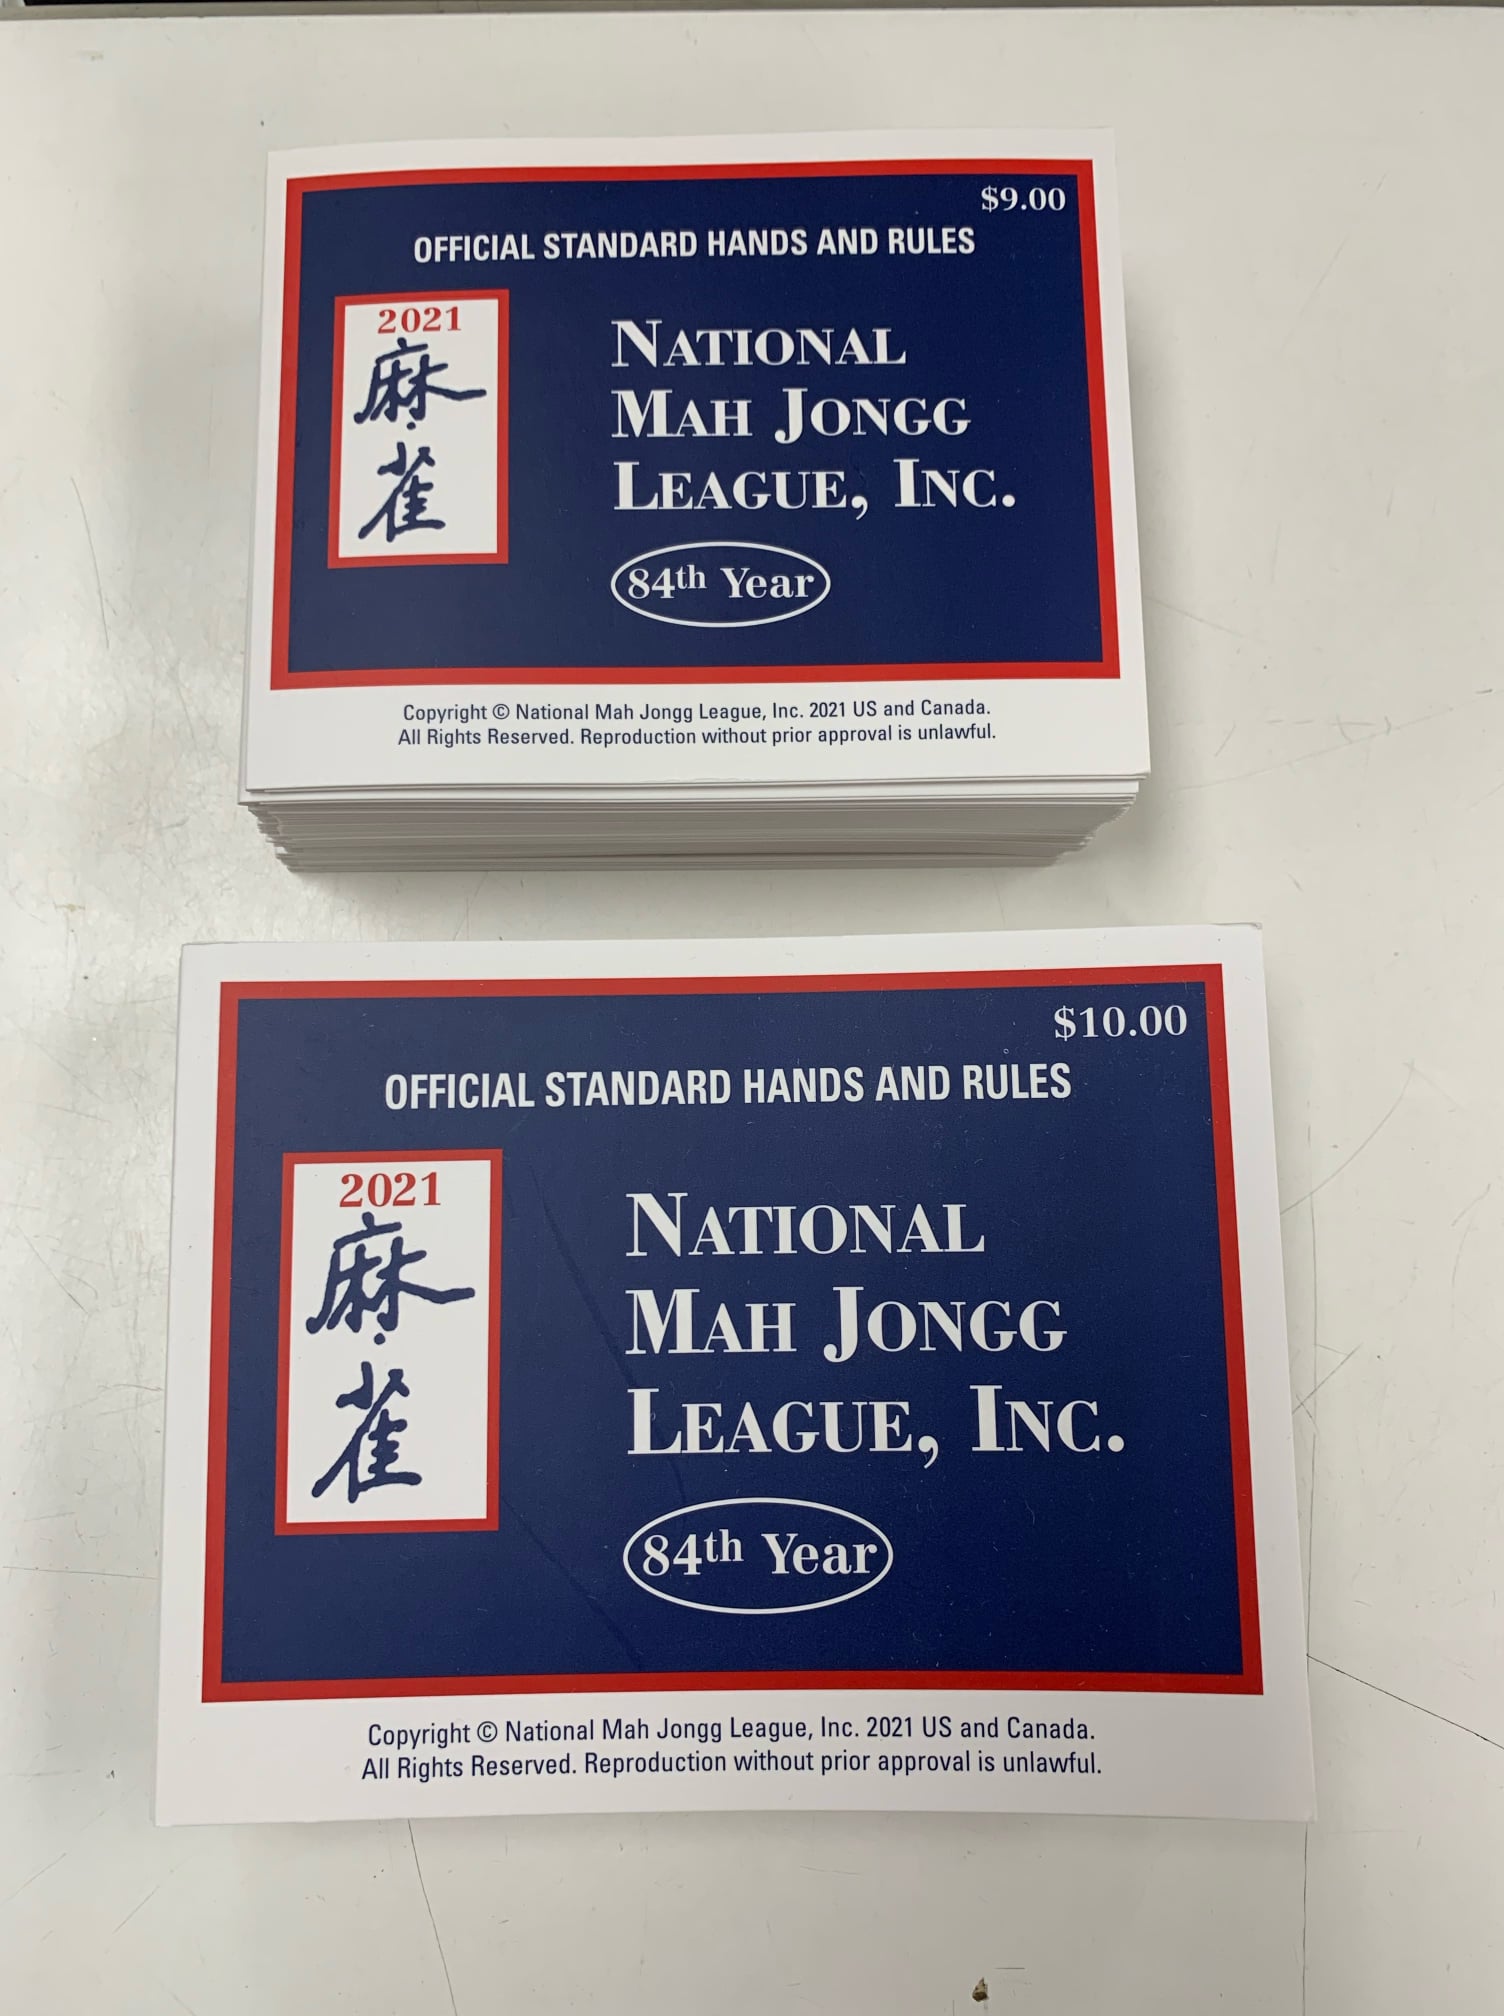 $9.00
OFFICIAL STANDARD HANDS AND RULES
2021
麻
雀
NATIONAL
MAH JONGG
LEAGUE, INC.
84th Year
Copyright © National Mah Jongg League, Inc. 2021 US and Canada.
All Rights Reserved. Reproduction without prior approval is unlawful.
$10.00
OFFICIAL STANDARD HANDS AND RULES
2021
麻
雀
NATIONAL
MAH JONGG
LEAGUE, INC.
84th Year
Copyright © National Mah Jongg League, Inc. 2021 US and Canada.
All Rights Reserved. Reproduction without prior approval is unlawful.